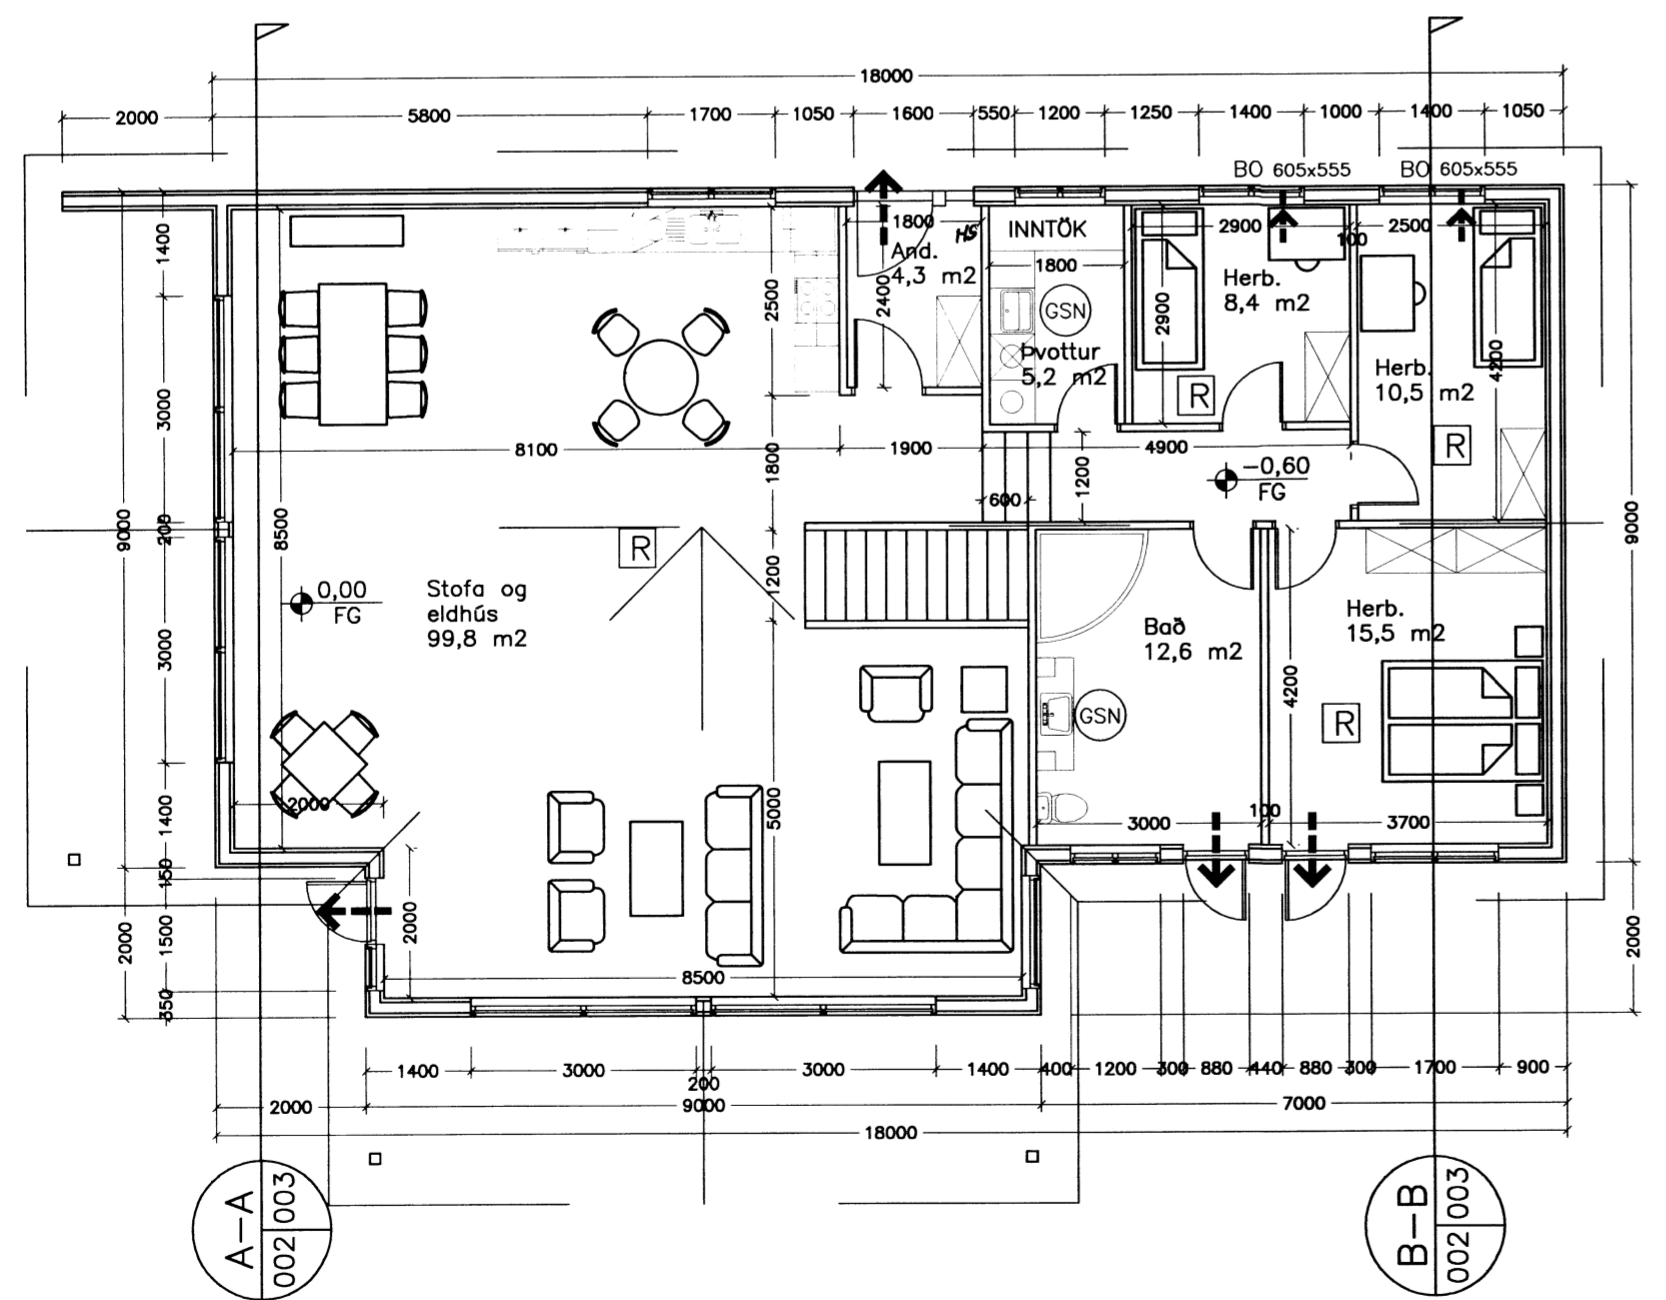 18000
2000 5800 1700 1050 1600 550 1200 1250 1400 1000 1400 1050
BO 605x555 BO 605x555
1800 HS INNTÖK 2900 100 2500
And.
4,3 m2
2400
1800
GSN
Þvottur
5,2 m2
2900
Herb.
8,4 m2
R
Herb.
10,5 m2
4200
R
1400
3000
200
3000
1400
150
1500
350
9000
2000
8500
2500
1800
1200
5000
8100 1900 4900
600
1200
-0,60
FG
R
0,00
FG
Stofa og
eldhús
99,8 m2
Bað
12,6 m2
GSN
Herb.
15,5 m2
4200
R
2000
3000 100 3700
2000
8500
9000
2000
1400 3000 200 3000 1400 400 1200 300 880 440 880 300 1700 900
2000 9000 7000
18000
A-A
002 003
B-B
002 003